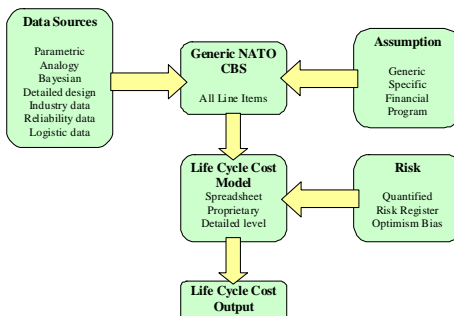 Data Sources
Parametric
Analogy
Bayesian
Detailed design
Industry data
Reliability data
Logistic data
Generic NATO
CBS
All Line Items
Assumption
Generic
Specific
Financial
Program
Life Cycle Cost
Model
Spreadsheet
Proprietary
Detailed level
Risk
Quantified
Risk Register
Optimism Bias
Life Cycle Cost
Output